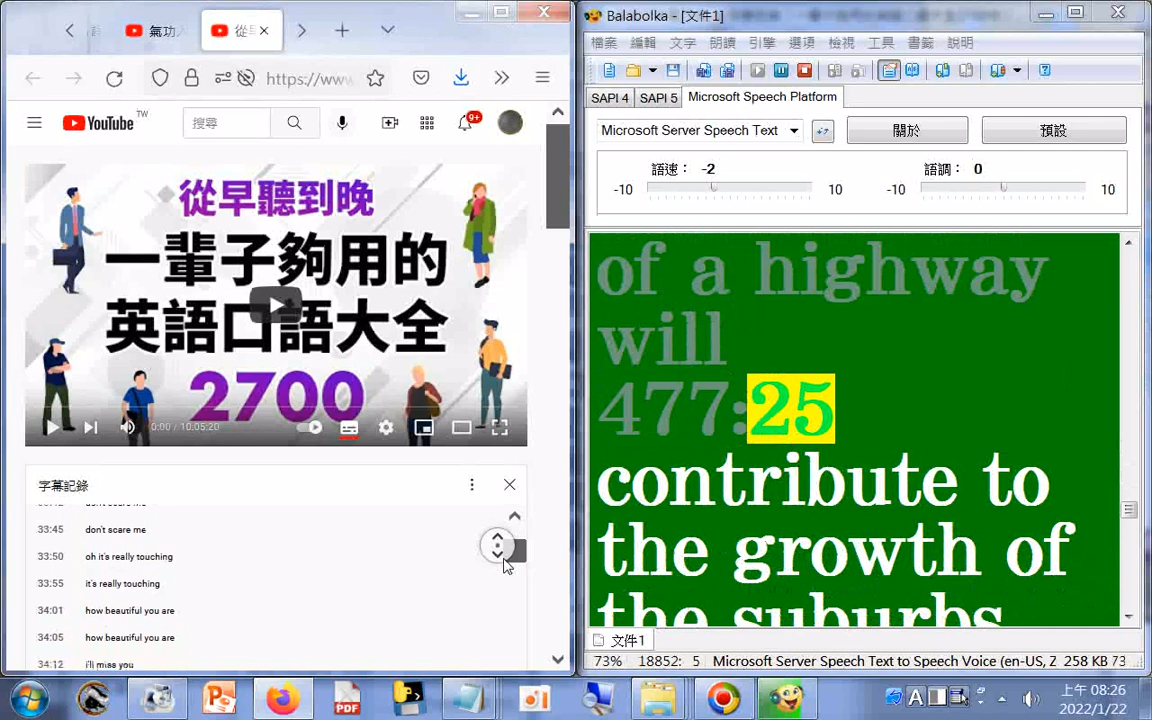 氣功
從
https://www
YouTube TW
搜尋
9+
從早聽到晚
一輩子夠用的
英語口語大全
2700
0:00 / 10:05:20
字幕記錄
33:45 don't scare me
33:50 oh it's really touching
33:55 it's really touching
34:01 how beautiful you are
34:05 how beautiful you are
34:12 i'll miss you
Balabolka - [文件1]
檔案 編輯 文字 朗讀 引擎 選項 檢視 工具 書籤 說明
SAPI 4 SAPI 5 Microsoft Speech Platform
Microsoft Server Speech Text 關於 預設
語速： -2 語調： 0
-10 10 -10 10
of a highway
will
477:25
contribute to
the growth of
the suburbs
文件1
73% 18852: 5 Microsoft Server Speech Text to Speech Voice (en-US, Z 258 KB 73
PDF
A
上午 08:26
2022/1/22